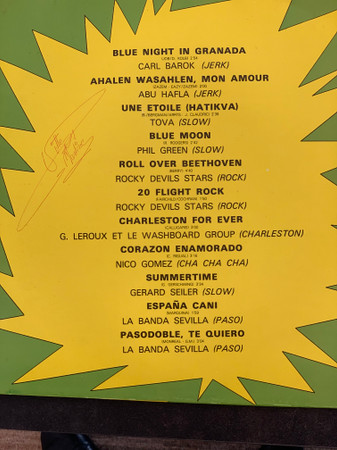 BLUE NIGHT IN GRANADA
CARL BAROK (JERK)
AHALEN WASAHLEN, MON AMOUR
ABU HAFLA (JERK)
UNE ETOILE (HATIKVA)
TOVA (SLOW)
BLUE MOON
PHIL GREEN (SLOW)
ROLL OVER BEETHOVEN
ROCKY DEVILS STARS (ROCK)
20 FLIGHT ROCK
ROCKY DEVILS STARS (ROCK)
CHARLESTON FOR EVER
G. LEROUX ET LE WASHBOARD GROUP (CHARLESTON)
CORAZON ENAMORADO
NICO GOMEZ (CHA CHA CHA)
SUMMERTIME
GERARD SEILER (SLOW)
ESPAÑA CANI
LA BANDA SEVILLA (PASO)
PASODOBLE, TE QUIERO
LA BANDA SEVILLA (PASO)